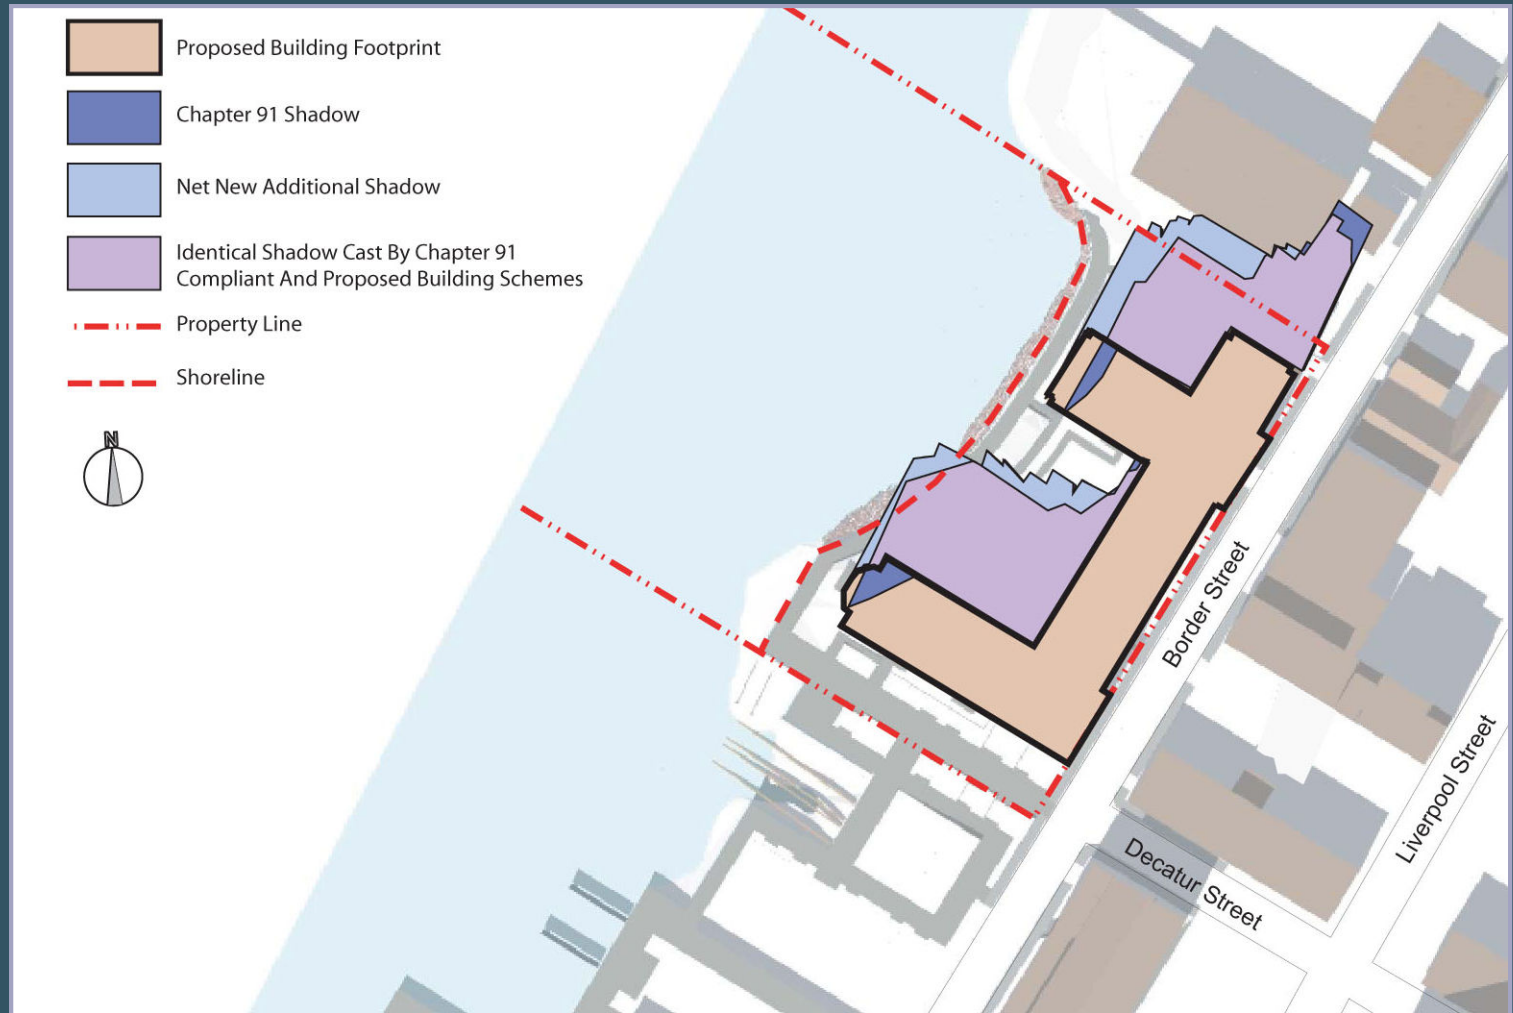 Proposed Building Footprint
Chapter 91 Shadow
Net New Additional Shadow
Identical Shadow Cast By Chapter 91
Compliant And Proposed Building Schemes
Property Line
Shoreline
N
Border Street
Liverpool Street
Decatur Street